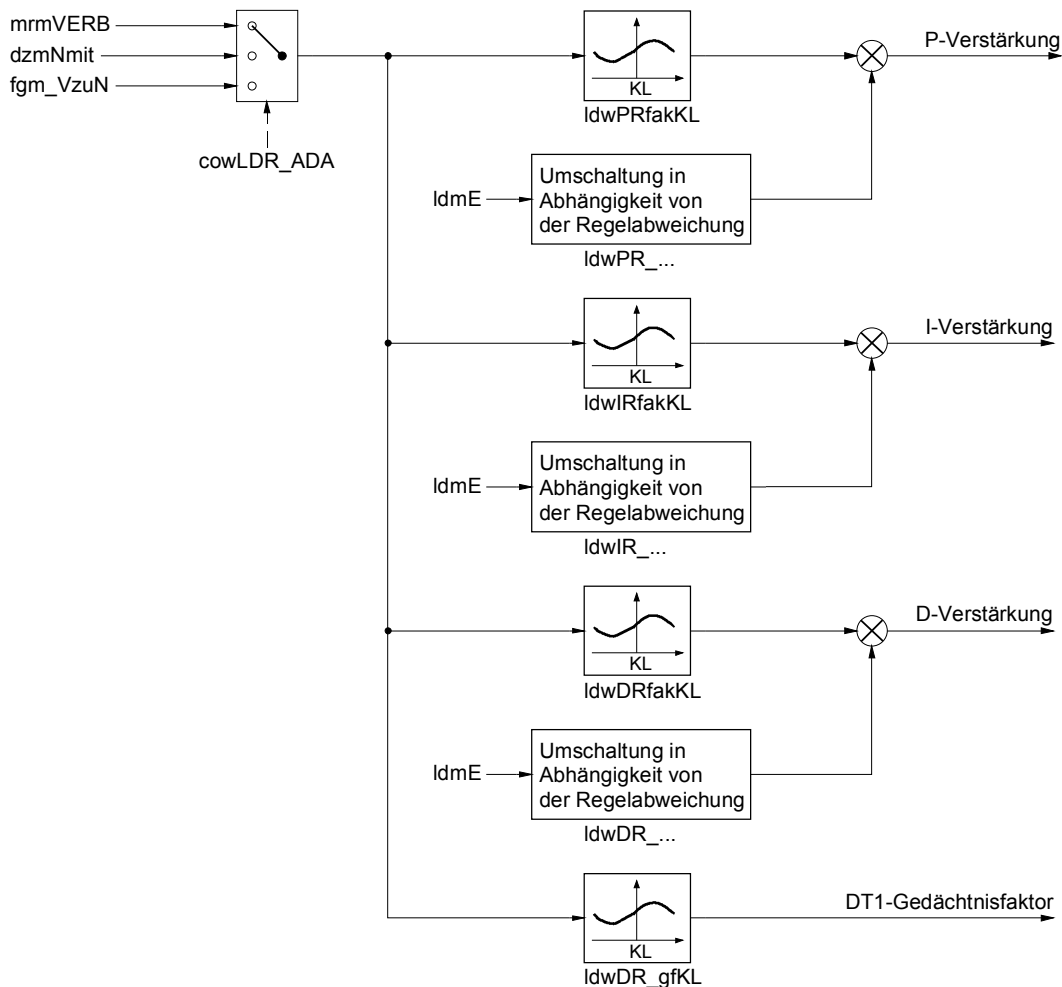 mrmVERB
dzmNmit
fgm_VzuN
cowLDR_ADA
KL
ldwPRfakKL
P-Verstärkung
ldmE
Umschaltung in
Abhängigkeit von
der Regelabweichung
ldwPR_...
KL
ldwIRfakKL
I-Verstärkung
ldmE
Umschaltung in
Abhängigkeit von
der Regelabweichung
ldwIR_...
KL
ldwDRfakKL
D-Verstärkung
ldmE
Umschaltung in
Abhängigkeit von
der Regelabweichung
ldwDR_...
KL
ldwDR_gfKL
DT1-Gedächtnisfaktor